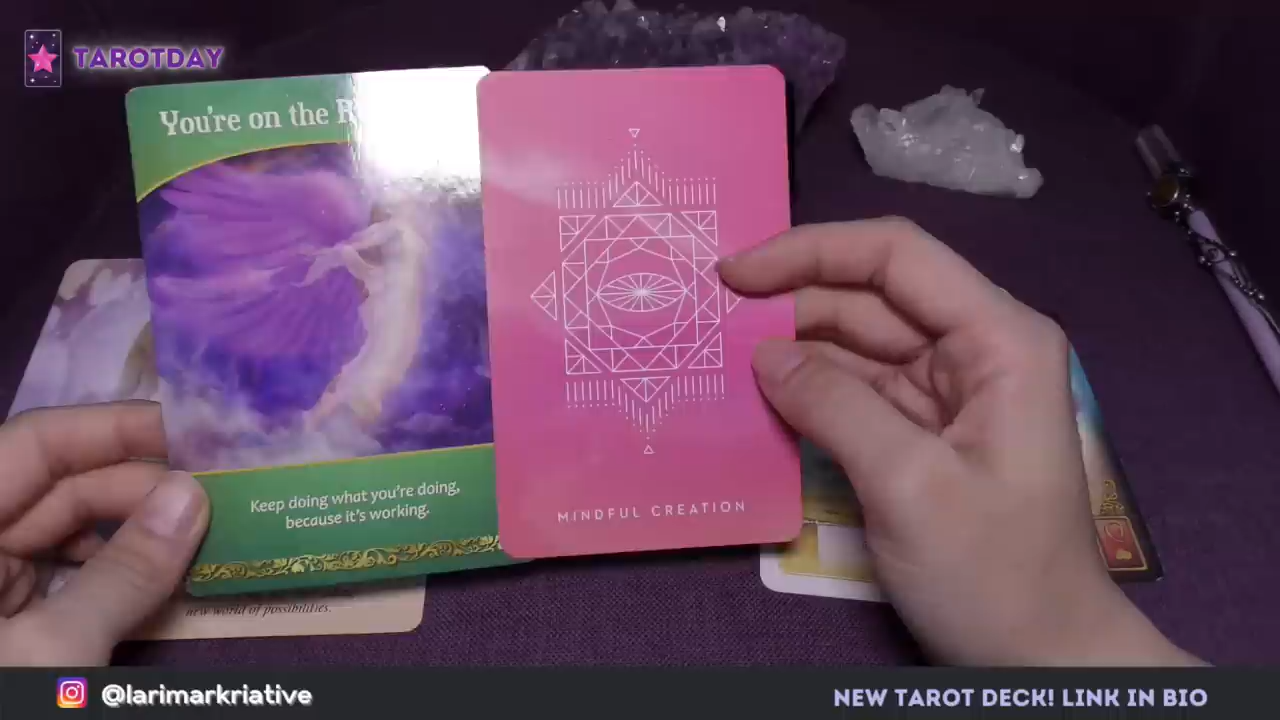 TAROTDAY
You're on the R
Keep doing what you're doing,
because it's working.
MINDFUL CREATION
new world of possibilities.
@larimarkriative
NEW TAROT DECK! LINK IN BIO